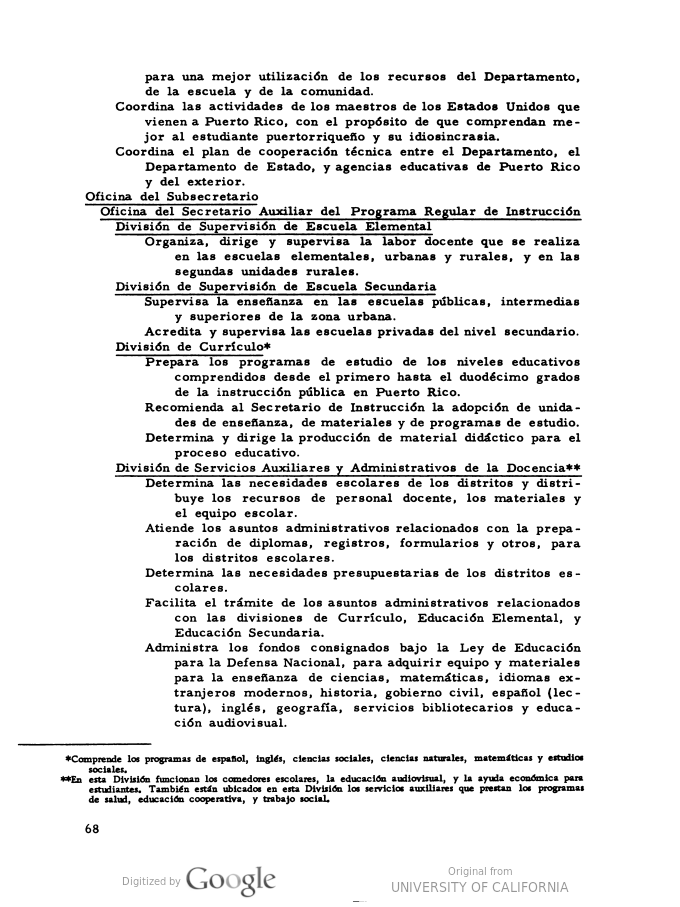 para una mejor utilización de los recursos del Departamento,
de la escuela y de la comunidad.
Coordina las actividades de los maestros de los Estados Unidos que
vienen a Puerto Rico, con el propósito de que comprendan me-
jor al estudiante puertorriqueño y su idiosincrasia.
Coordina el plan de cooperación técnica entre el Departamento, el
Departamento de Estado, y agencias educativas de Puerto Rico
y del exterior.
Oficina del Subsecretario
Oficina del Secretario Auxiliar del Programa Regular de Instrucción
División de Supervisión de Escuela Elemental
Organiza, dirige y supervisa la labor docente que se realiza
en las escuelas elementales, urbanas y rurales, y en las
segundas unidades rurales.
División de Supervisión de Escuela Secundaria
Supervisa la enseñanza en las escuelas públicas, intermedias
y superiores de la zona urbana.
Acredita y supervisa las escuelas privadas del nivel secundario.
División de Currículo*
Prepara los programas de estudio de los niveles educativos
comprendidos desde el primero hasta el duodécimo grados
de la instrucción pública en Puerto Rico.
Recomienda al Secretario de Instrucción la adopción de unida-
des de enseñanza, de materiales y de programas de estudio.
Determina y dirige la producción de material didáctico para el
proceso educativo.
División de Servicios Auxiliares y Administrativos de la Docencia**
Determina las necesidades escolares de los distritos y distri-
buye los recursos de personal docente, los materiales y
el equipo escolar.
Atiende los asuntos administrativos relacionados con la prepa-
ración de diplomas, registros, formularios y otros, para
los distritos escolares.
Determina las necesidades presupuestarias de los distritos es-
colares.
Facilita el trámite de los asuntos administrativos relacionados
con las divisiones de Currículo, Educación Elemental, y
Educación Secundaria.
Administra los fondos consignados bajo la Ley de Educación
para la Defensa Nacional, para adquirir equipo y materiales
para la enseñanza de ciencias, matemáticas, idiomas ex-
tranjeros modernos, historia, gobierno civil, español (lec-
tura), inglés, geografía, servicios bibliotecarios y educa-
ción audiovisual.
*Comprende los programas de español, inglés, ciencias sociales, ciencias naturales, matemáticas y estudios
sociales.
**En esta División funcionan los comedores escolares, la educación audiovisual, y la ayuda económica para
estudiantes. También están ubicados en esta División los servicios auxiliares que prestan los programas
de salud, educación cooperativa, y trabajo social.
68
Digitized by Google
Original from
UNIVERSITY OF CALIFORNIA